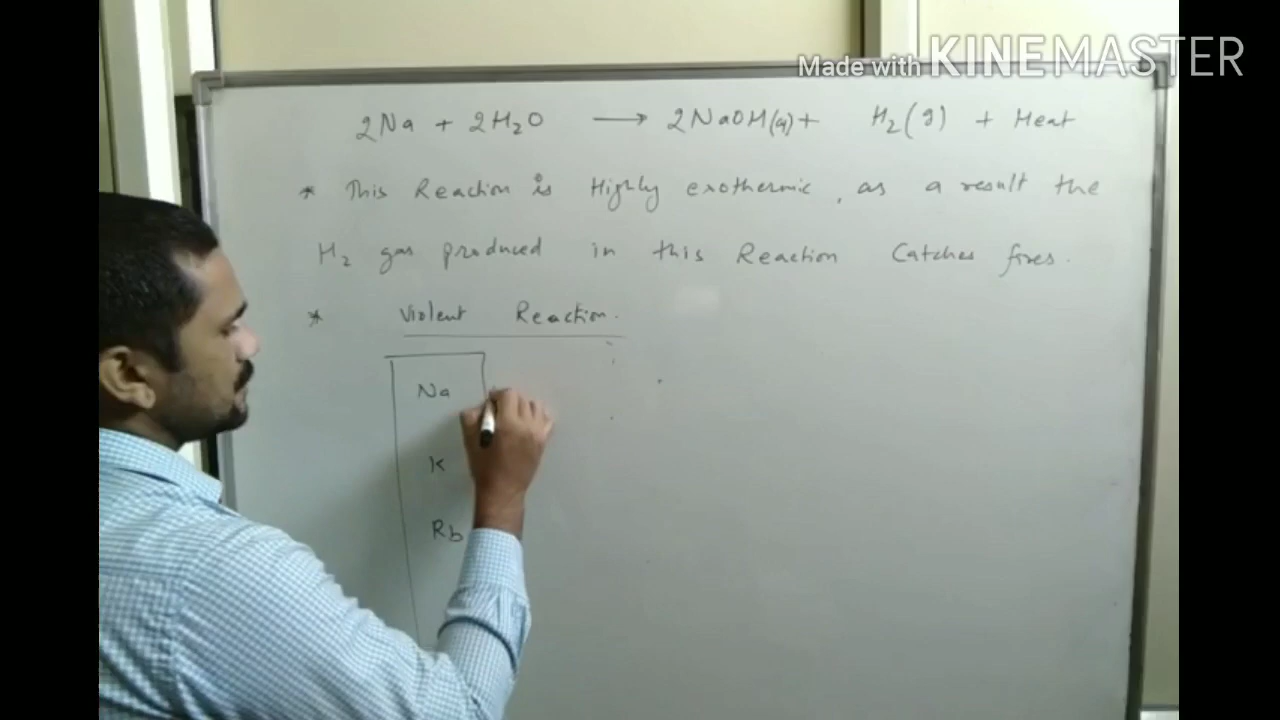 Made with KINEMASTER
2Na + 2H₂O → 2NaOH(q) + H₂(g) + Heat
* This Reaction is Highly exothermic, as a result the
H₂ gas produced in this Reaction Catches fires.
* Violent Reaction.
Na
K
Rb